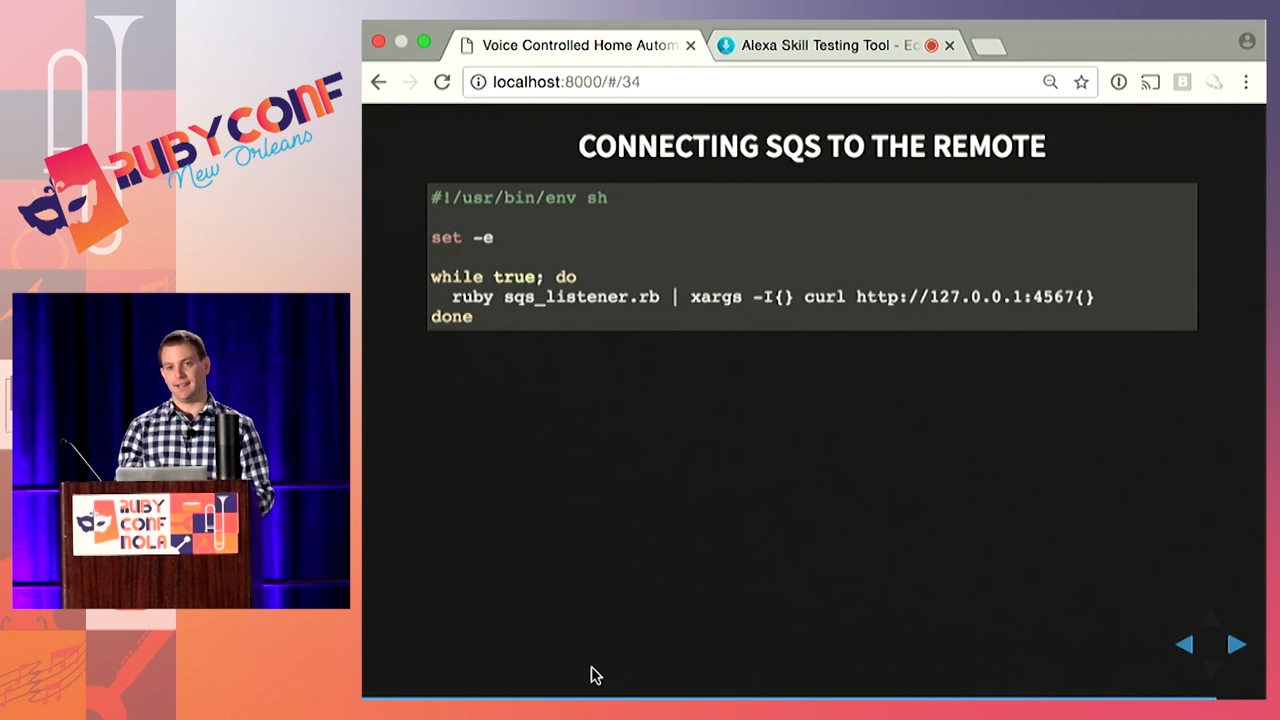 RUBYCONF
New Orleans
RUBY
CONF
NOLA
Voice Controlled Home Autom
Alexa Skill Testing Tool - Ec
localhost:8000/#/34
CONNECTING SQS TO THE REMOTE
#!/usr/bin/env sh
set -e
while true; do
ruby sqs_listener.rb | xargs -I{} curl http://127.0.0.1:4567{}
done